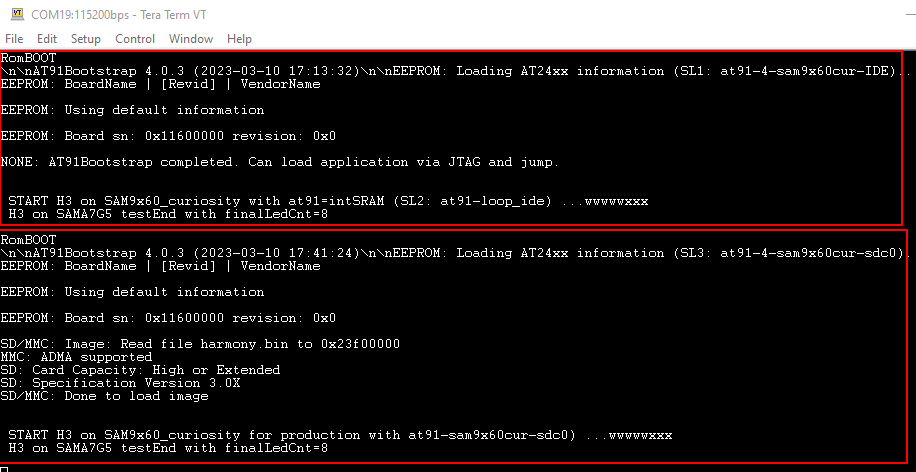 COM19:115200bps - Tera Term VT
File Edit Setup Control Window Help
RomBOOT
\n\nAT91Bootstrap 4.0.3 (2023-03-10 17:13:32)\n\nEEPROM: Loading AT24xx information (SL1: at91-4-sam9x60cur-IDE)..
EEPROM: BoardName | [Revid] | VendorName
EEPROM: Using default information
EEPROM: Board sn: 0x11600000 revision: 0x0
NONE: AT91Bootstrap completed. Can load application via JTAG and jump.
START H3 on SAM9x60_curiosity with at91=intSRAM (SL2: at91-loop_ide) ...wwwwwxxx
H3 on SAMA7G5 testEnd with finalLedCnt=8
RomBOOT
\n\nAT91Bootstrap 4.0.3 (2023-03-10 17:41:24)\n\nEEPROM: Loading AT24xx information (SL3: at91-4-sam9x60cur-sdc0).
EEPROM: BoardName | [Revid] | VendorName
EEPROM: Using default information
EEPROM: Board sn: 0x11600000 revision: 0x0
SD/MMC: Image: Read file harmony.bin to 0x23f00000
MMC: ADMA supported
SD: Card Capacity: High or Extended
SD: Specification Version 3.0X
SD/MMC: Done to load image
START H3 on SAM9x60_curiosity for production with at91-sam9x60cur-sdc0) ...wwwwwxxx
H3 on SAMA7G5 testEnd with finalLedCnt=8